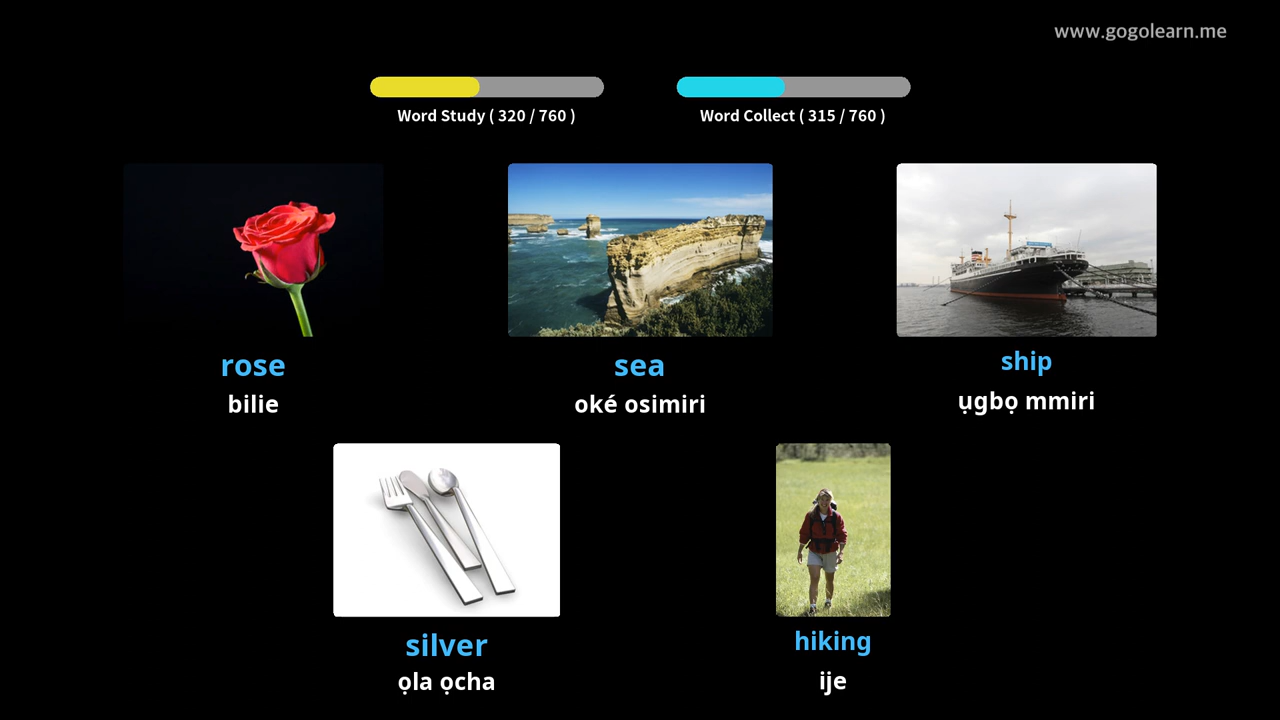 www.gogolearn.me
Word Study ( 320 / 760 )
Word Collect ( 315 / 760 )
rose
bilie
sea
oké osimiri
ship
ụgbọ mmiri
silver
ọla ọcha
hiking
ije